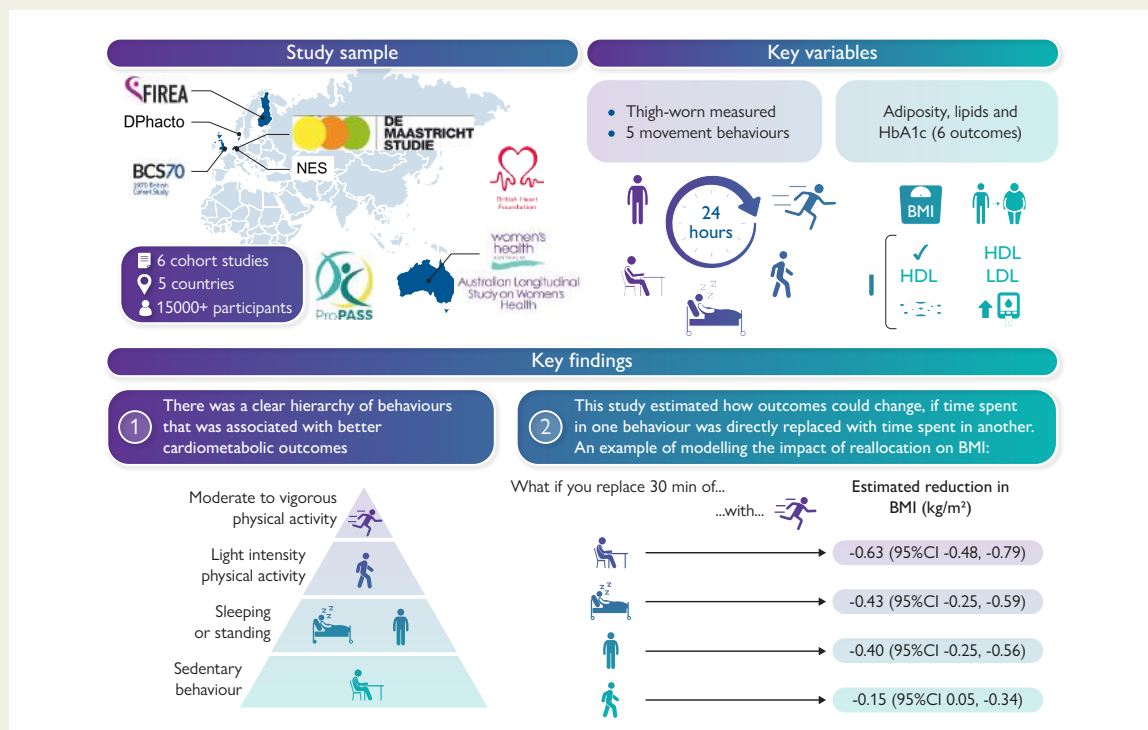 Study sample
FIREA
DPhacto
DE
MAASTRICHT
STUDIE
BCS70
1970 British
Cohort Study
NES
British Heart
Foundation
women's
health
AUSTRALIA
Australian Longitudinal
Study on Women's
Health
ProPASS
6 cohort studies
5 countries
15000+ participants
Key variables
• Thigh-worn measured
• 5 movement behaviours
Adiposity, lipids and
HbA1c (6 outcomes)
24
hours
z z z
BMI
✓
HDL
HDL
LDL
Key findings
1
There was a clear hierarchy of behaviours
that was associated with better
cardiometabolic outcomes
Moderate to vigorous
physical activity
Light intensity
physical activity
Sleeping
or standing
z z z
Sedentary
behaviour
2
This study estimated how outcomes could change, if time spent
in one behaviour was directly replaced with time spent in another.
An example of modelling the impact of reallocation on BMI:
What if you replace 30 min of...
...with...
Estimated reduction in
BMI (kg/m²)
-0.63 (95%CI -0.48, -0.79)
z z z
-0.43 (95%CI -0.25, -0.59)
-0.40 (95%CI -0.25, -0.56)
-0.15 (95%CI 0.05, -0.34)